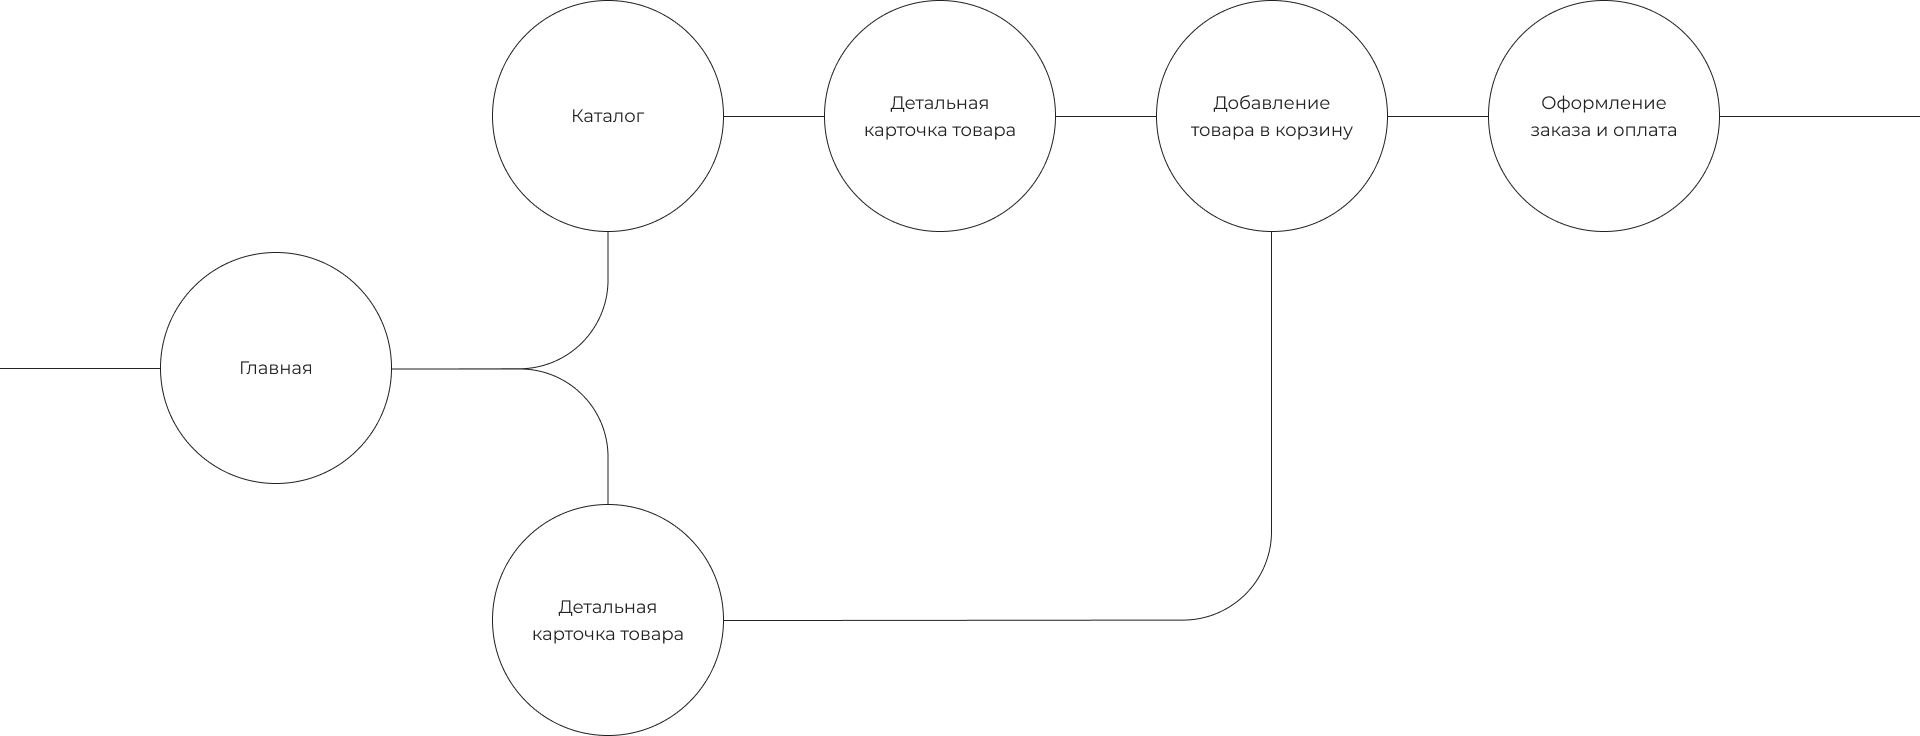 Каталог
Детальная
карточка товара
Добавление
товара в корзину
Оформление
заказа и оплата
Главная
Детальная
карточка товара